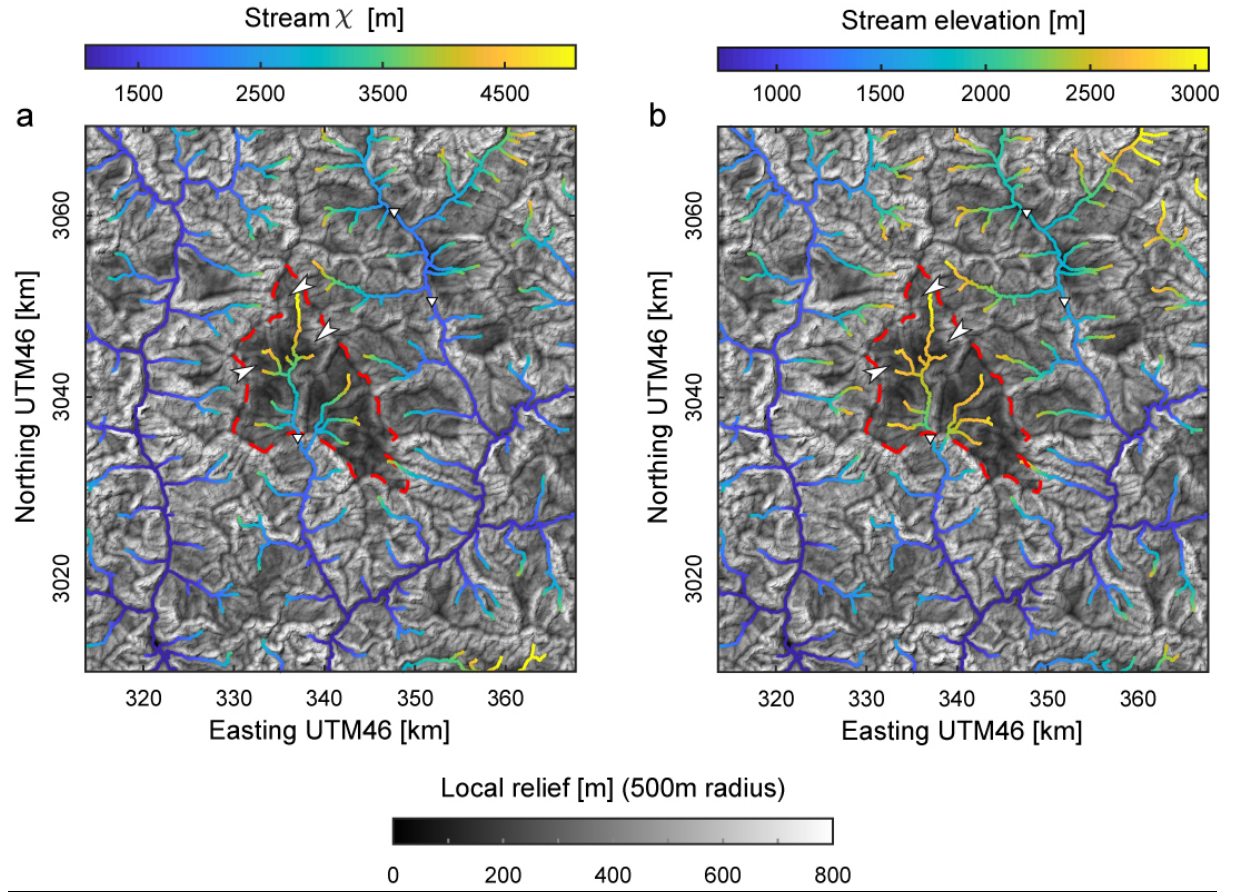 Stream χ [m]
1500 2500 3500 4500
a
Northing UTM46 [km]
3060
3040
3020
320 330 340 350 360
Easting UTM46 [km]
Stream elevation [m]
1000 1500 2000 2500 3000
b
Northing UTM46 [km]
3060
3040
3020
320 330 340 350 360
Easting UTM46 [km]
Local relief [m] (500m radius)
0 200 400 600 800